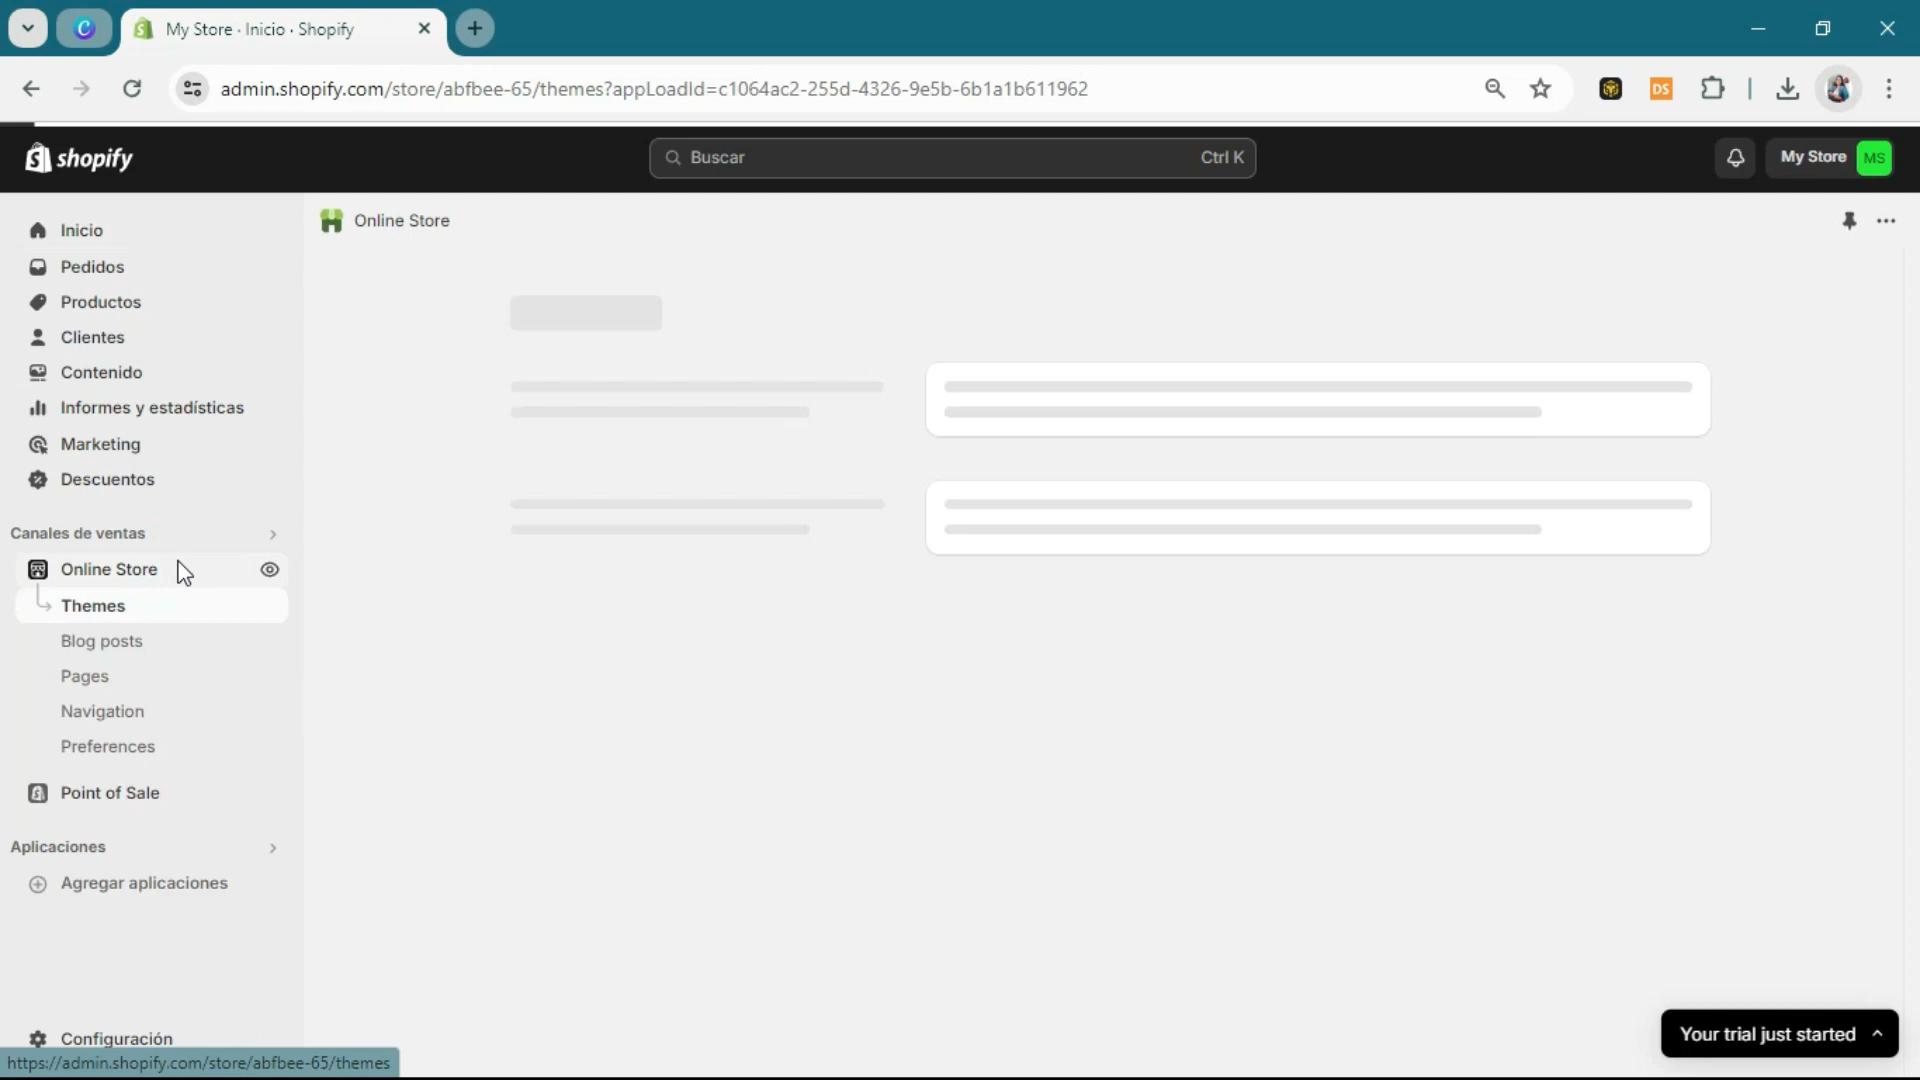 My Store · Inicio · Shopify
admin.shopify.com/store/abfbee-65/themes?appLoadId=c1064ac2-255d-4326-9e5b-6b1a1b611962
DS
shopify
Buscar
Ctrl K
My Store
MS
Inicio
Pedidos
Productos
Clientes
Contenido
Informes y estadísticas
Marketing
Descuentos
Canales de ventas
Online Store
Themes
Blog posts
Pages
Navigation
Preferences
Point of Sale
Aplicaciones
Agregar aplicaciones
Configuración
Online Store
Your trial just started
https://admin.shopify.com/store/abfbee-65/themes